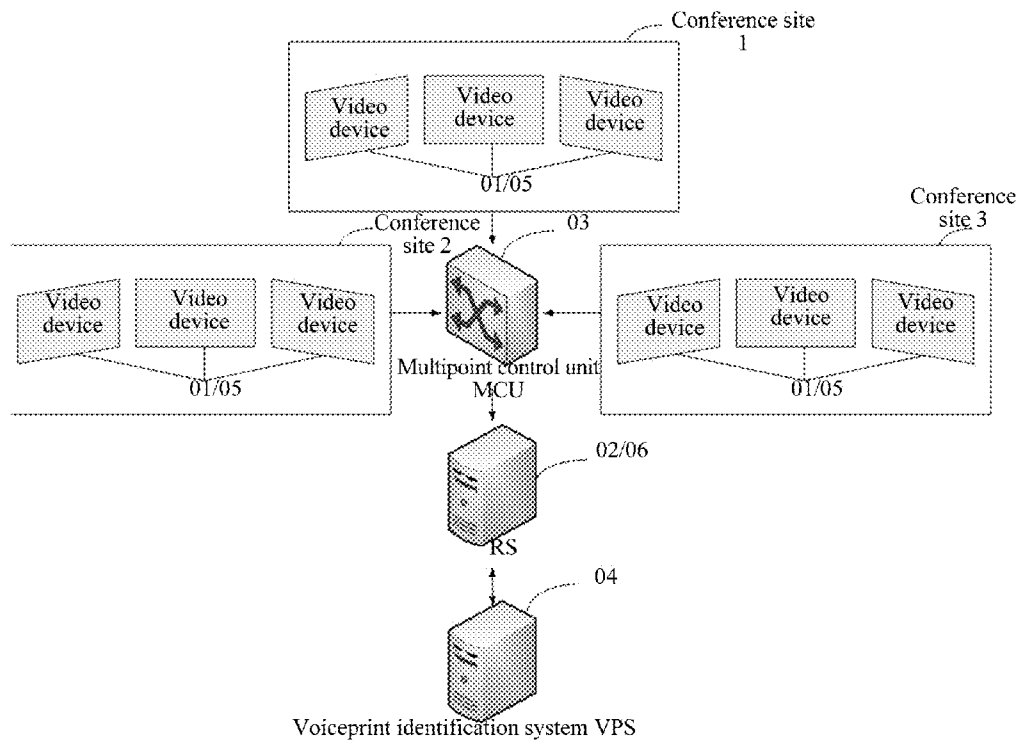 Conference site
1
Video
device
Video
device
Video
device
01/05
Conference
site 2
03
Conference
site 3
Video
device
Video
device
Video
device
01/05
Video
device
Video
device
Video
device
01/05
Multipoint control unit
MCU
02/06
RS
04
Voiceprint identification system VPS